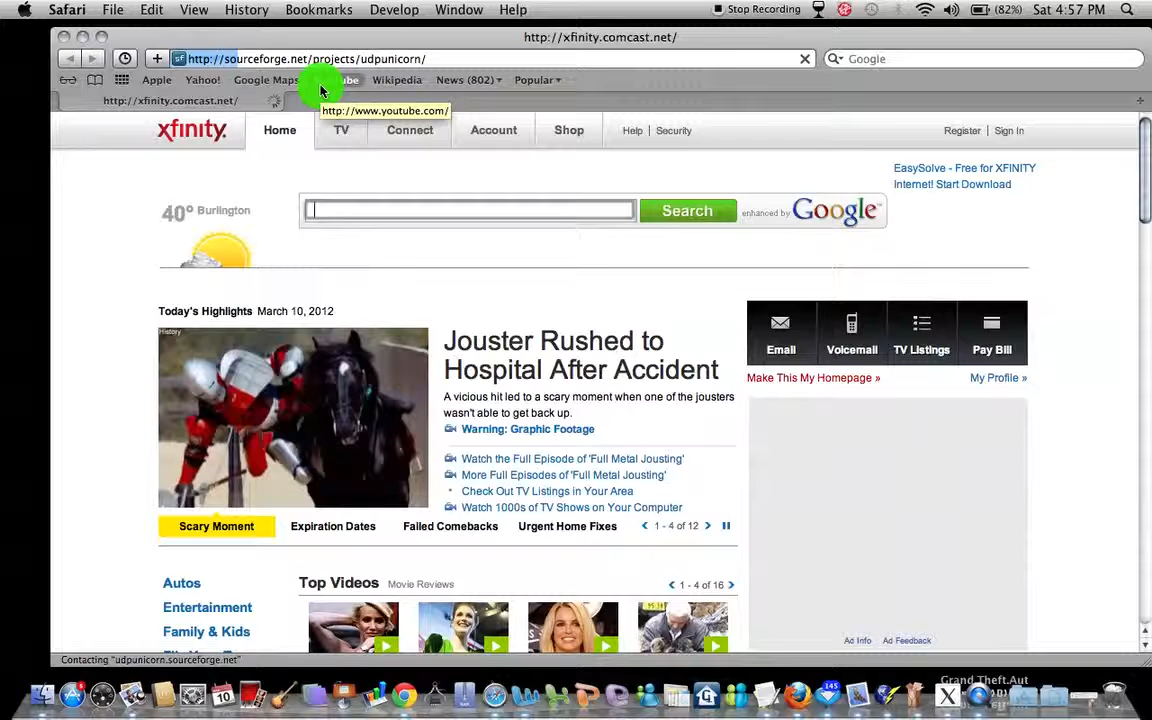 Safari File Edit View History Bookmarks Develop Window Help Stop Recording (82%) Sat 4:57 PM
http://xfinity.comcast.net/
http://sourceforge.net/projects/udpunicorn/ Google
Apple Yahoo! Google Maps Wikipedia News (802) Popular
http://xfinity.comcast.net/
http://www.youtube.com/
xfinity. Home TV Connect Account Shop Help | Security Register | Sign In
EasySolve - Free for XFINITY
Internet! Start Download
40° Burlington
Search enhanced by Google™
Today's Highlights March 10, 2012
History
Jouster Rushed to
Hospital After Accident
A vicious hit led to a scary moment when one of the jousters
wasn't able to get back up.
Warning: Graphic Footage
Watch the Full Episode of 'Full Metal Jousting'
More Full Episodes of 'Full Metal Jousting'
• Check Out TV Listings in Your Area
Watch 1000s of TV Shows on Your Computer
Scary Moment Expiration Dates Failed Comebacks Urgent Home Fixes 1 - 4 of 12
Email Voicemail TV Listings Pay Bill
Make This My Homepage » My Profile »
Autos
Entertainment
Family & Kids
Top Videos Movie Reviews 1 - 4 of 16
Ad Info Ad Feedback
Contacting "udpunicorn.sourceforge.net"
Grand Theft.Aut
10
145